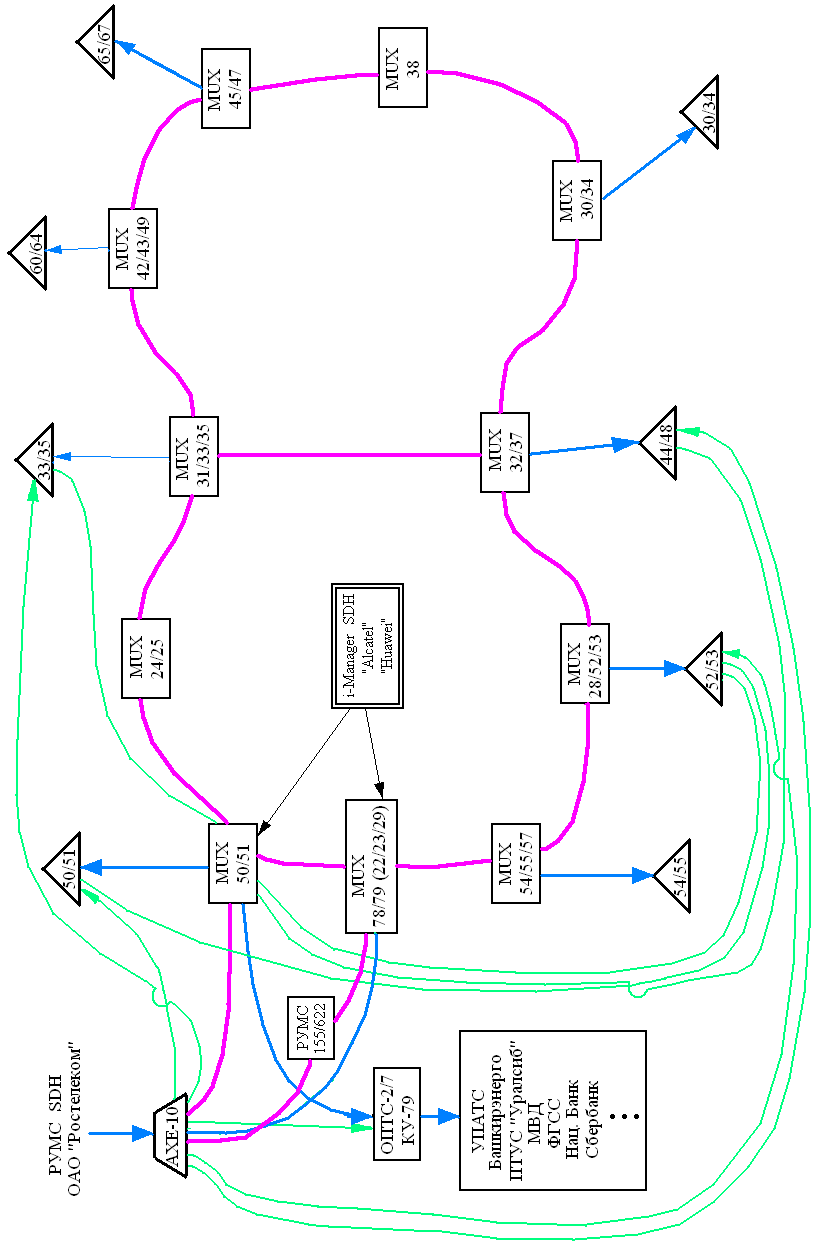 65/67
MUX
45/47
MUX
38
30/34
MUX
30/34
60/64
MUX
42/43/49
33/35
MUX
31/33/35
MUX
32/37
44/48
MUX
24/25
i-Manager SDH
"Alcatel"
"Huawei"
MUX
28/52/53
52/53
50/51
MUX
50/51
MUX
78/79 (22/23/29)
MUX
54/55/57
54/55
РУМС SDH
ОАО "Ростелеком"
AXE-10
РУМС
155/622
ОПТС-2/7
КУ-79
УПАТС
Башкирэнерго
ПТУС "Уралсиб"
МВД
ФГСС
Нац. Банк
Сбербанк
...